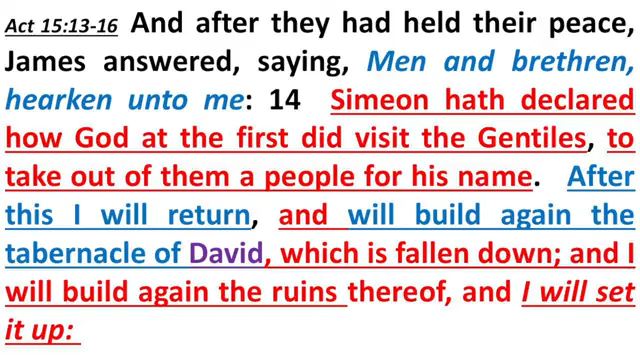 Act 15:13-16 And after they had held their peace,
James answered, saying, Men and brethren,
hearken unto me: 14 Simeon hath declared
how God at the first did visit the Gentiles, to
take out of them a people for his name. After
this I will return, and will build again the
tabernacle of David, which is fallen down; and I
will build again the ruins thereof, and I will set
it up: